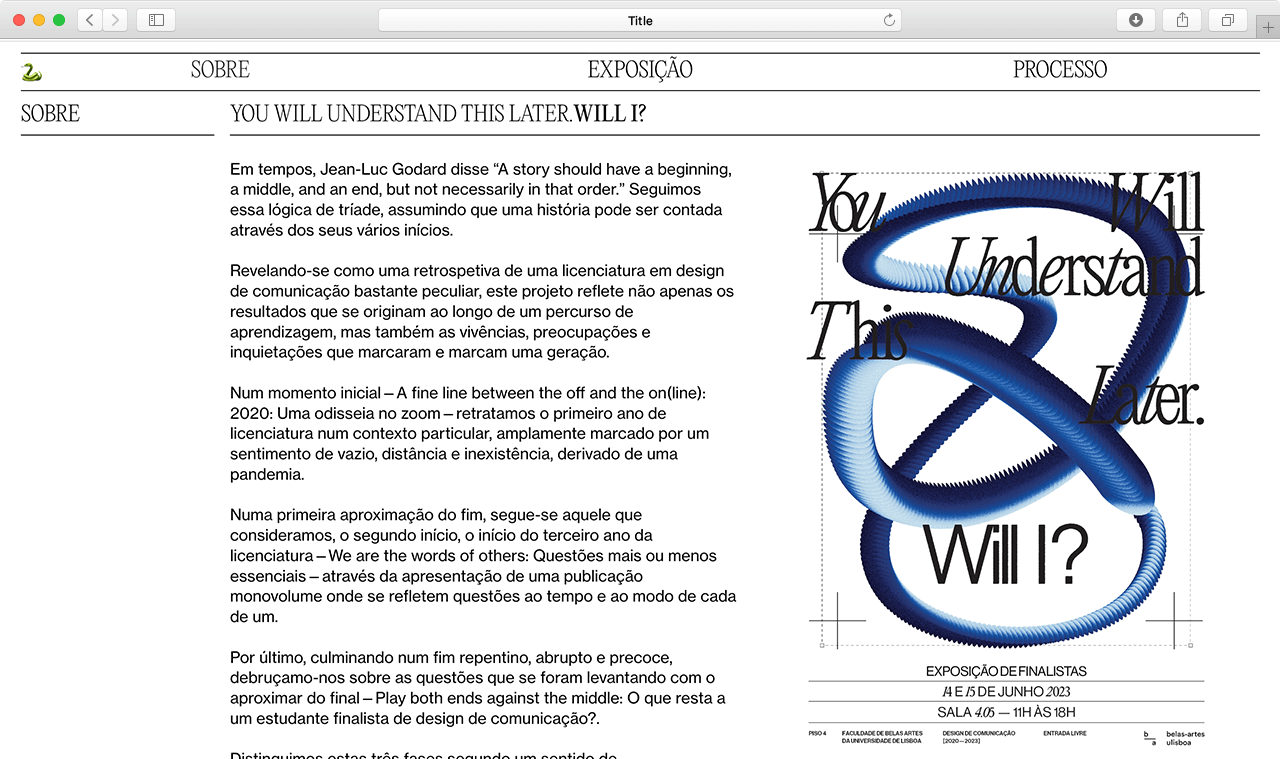 Title
SOBRE
EXPOSIÇÃO
PROCESSO
SOBRE
YOU WILL UNDERSTAND THIS LATER.WILL I?
Em tempos, Jean-Luc Godard disse “A story should have a beginning,
a middle, and an end, but not necessarily in that order.” Seguimos
essa lógica de tríade, assumindo que uma história pode ser contada
através dos seus vários inícios.
Revelando-se como uma retrospetiva de uma licenciatura em design
de comunicação bastante peculiar, este projeto reflete não apenas os
resultados que se originam ao longo de um percurso de
aprendizagem, mas também as vivências, preocupações e
inquietações que marcaram e marcam uma geração.
Num momento inicial – A fine line between the off and the on(line):
2020: Uma odisseia no zoom – retratamos o primeiro ano de
licenciatura num contexto particular, amplamente marcado por um
sentimento de vazio, distância e inexistência, derivado de uma
pandemia.
Numa primeira aproximação do fim, segue-se aquele que
consideramos, o segundo início, o início do terceiro ano da
licenciatura – We are the words of others: Questões mais ou menos
essenciais – através da apresentação de uma publicação
monovolume onde se refletem questões ao tempo e ao modo de cada
de um.
Por último, culminando num fim repentino, abrupto e precoce,
debruçamo-nos sobre as questões que se foram levantando com o
aproximar do final – Play both ends against the middle: O que resta a
um estudante finalista de design de comunicação?.
Distinguimos estas três fases segundo um sentido de
You Will
Understand
This
Later.
Will I?
EXPOSIÇÃO DE FINALISTAS
14 E 15 DE JUNHO 2023
SALA 4.05 — 11H ÀS 18H
PISO 4
FACULDADE DE BELAS ARTES
DA UNIVERSIDADE DE LISBOA
DESIGN DE COMUNICAÇÃO
[2020—2023]
ENTRADA LIVRE
b
a
belas-artes
ulisboa